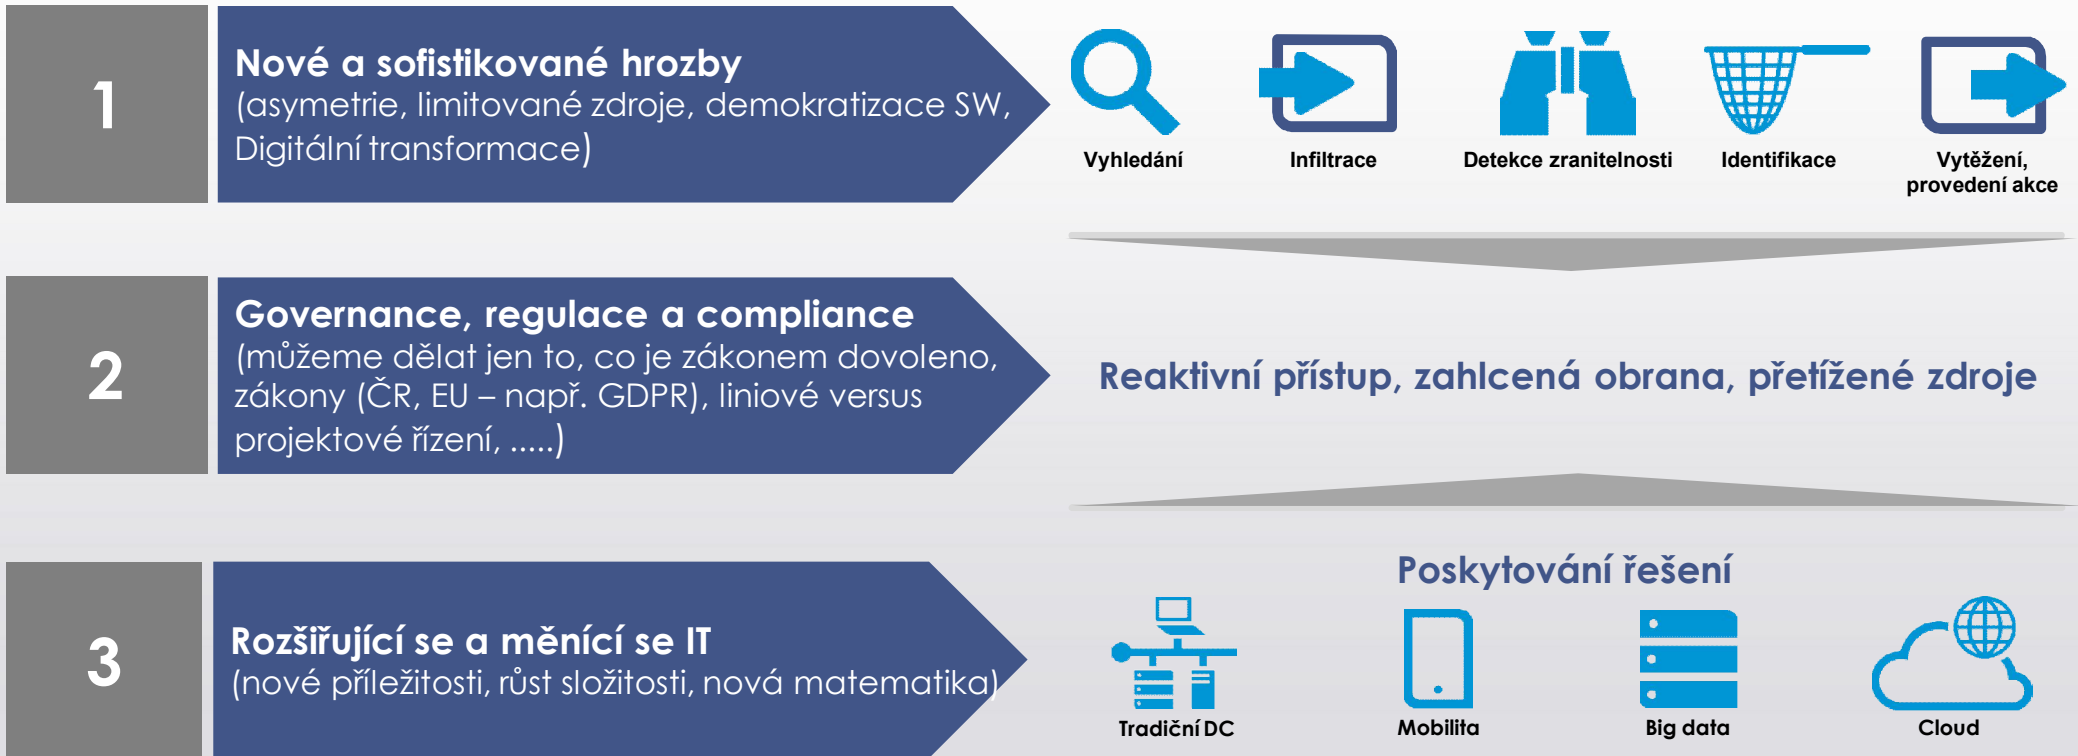 1
Nové a sofistikované hrozby
(asymetrie, limitované zdroje, demokratizace SW,
Digitální transformace)
Vyhledání
Infiltrace
Detekce zranitelnosti
Identifikace
Vytěžení,
provedení akce
2
Governance, regulace a compliance
(můžeme dělat jen to, co je zákonem dovoleno,
zákony (ČR, EU – např. GDPR), liniové versus
projektové řízení, .....)
Reaktivní přístup, zahlcená obrana, přetížené zdroje
3
Rozšiřující se a měnící se IT
(nové příležitosti, růst složitosti, nová matematika)
Poskytování řešení
Tradiční DC
Mobilita
Big data
Cloud